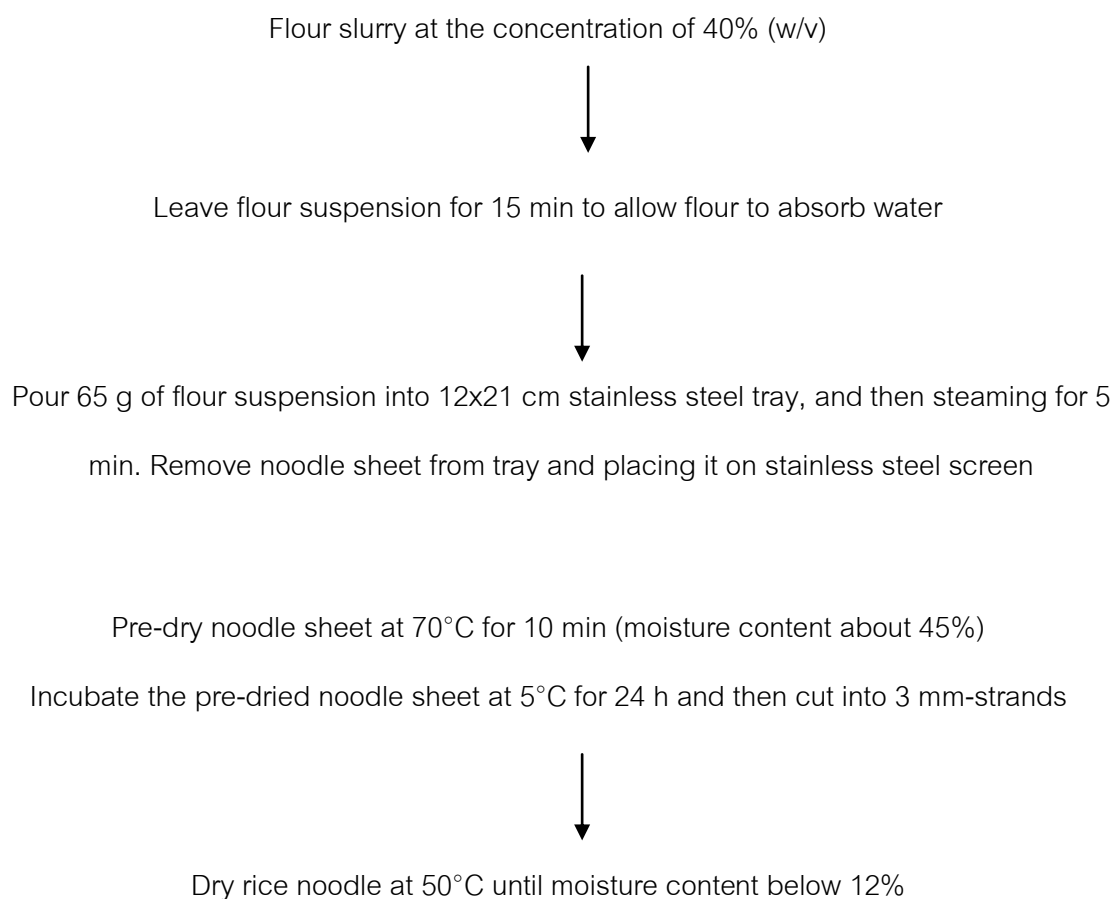 Flour slurry at the concentration of 40% (w/v)
Leave flour suspension for 15 min to allow flour to absorb water
Pour 65 g of flour suspension into 12x21 cm stainless steel tray, and then steaming for 5
min. Remove noodle sheet from tray and placing it on stainless steel screen
Pre-dry noodle sheet at 70°C for 10 min (moisture content about 45%)
Incubate the pre-dried noodle sheet at 5°C for 24 h and then cut into 3 mm-strands
Dry rice noodle at 50°C until moisture content below 12%